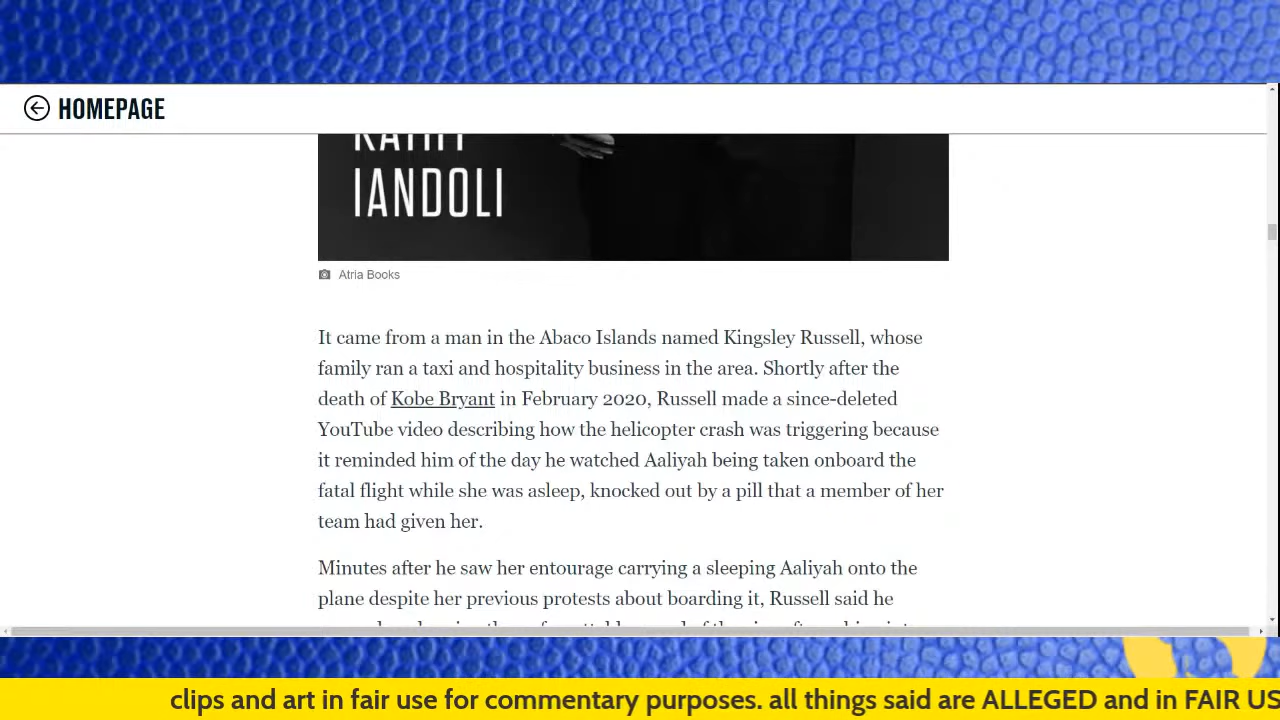 HOMEPAGE
KATHY
IANDOLI
Atria Books
It came from a man in the Abaco Islands named Kingsley Russell, whose
family ran a taxi and hospitality business in the area. Shortly after the
death of Kobe Bryant in February 2020, Russell made a since-deleted
YouTube video describing how the helicopter crash was triggering because
it reminded him of the day he watched Aaliyah being taken onboard the
fatal flight while she was asleep, knocked out by a pill that a member of her
team had given her.
Minutes after he saw her entourage carrying a sleeping Aaliyah onto the
plane despite her previous protests about boarding it, Russell said he
clips and art in fair use for commentary purposes. all things said are ALLEGED and in FAIR US